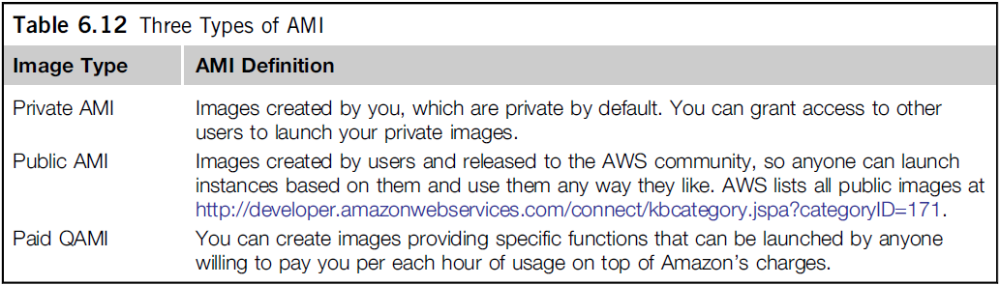 Table 6.12 Three Types of AMI
Image Type AMI Definition
Private AMI Images created by you, which are private by default. You can grant access to other
users to launch your private images.
Public AMI Images created by users and released to the AWS community, so anyone can launch
instances based on them and use them any way they like. AWS lists all public images at
http://developer.amazonwebservices.com/connect/kbcategory.jspa?categoryID=171.
Paid QAMI You can create images providing specific functions that can be launched by anyone
willing to pay you per each hour of usage on top of Amazon’s charges.